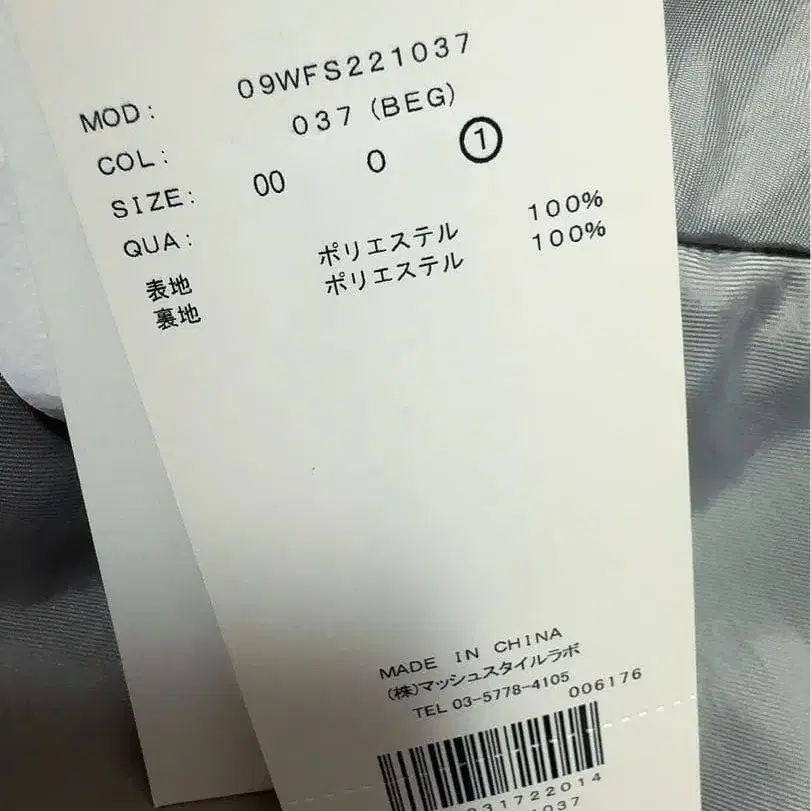 MOD: 09WFS221037
COL: 037 (BEG)
SIZE: 00 0 1
QUA:
表地 ポリエステル 100%
裏地 ポリエステル 100%
MADE IN CHINA
(株)マッシュスタイルラボ
TEL 03-5778-4105
006176
31722014
1037